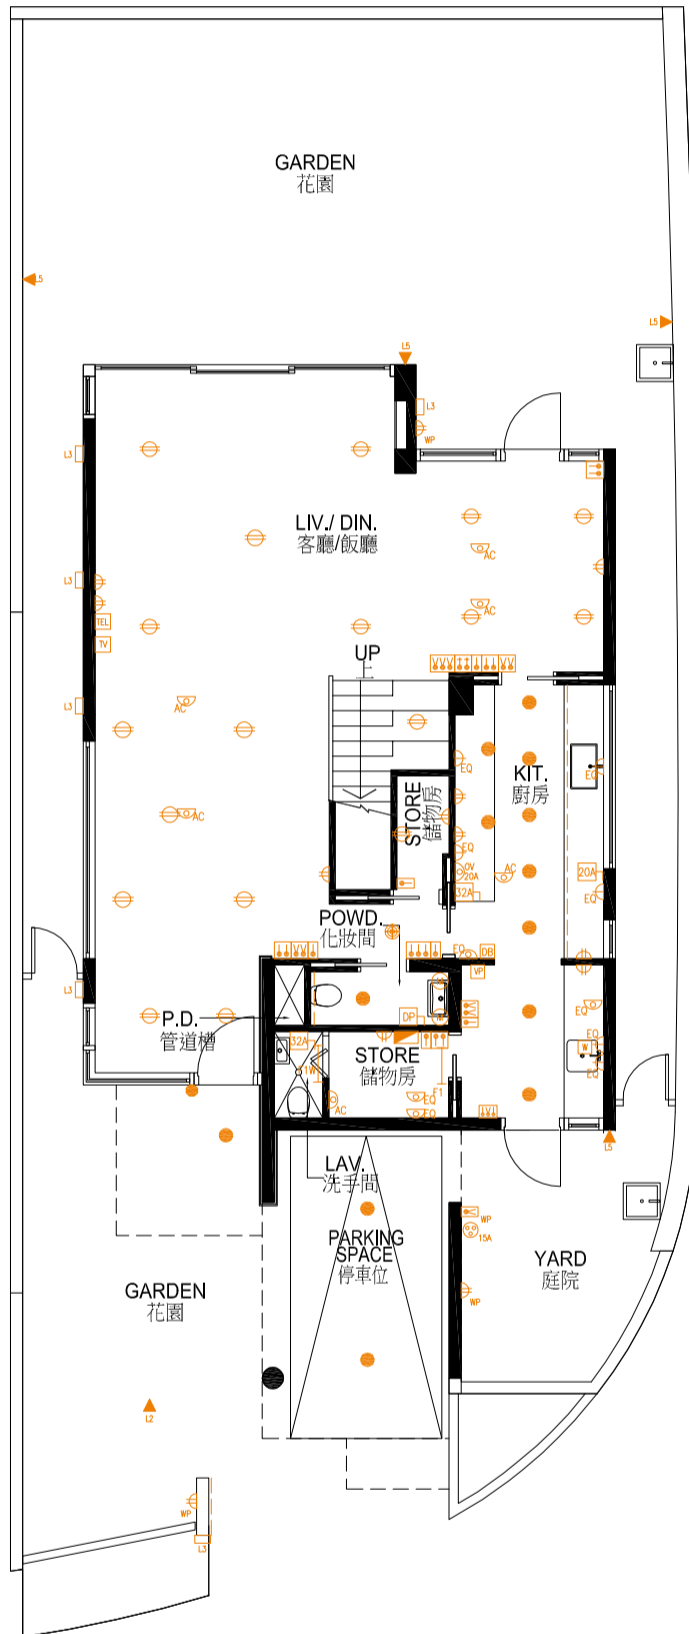 GARDEN
花園
L5
L5
L5
L3
WP
L3
LIV./ DIN.
客廳/飯廳
AC
L3
AC
TEL
TV
UP
L3
AC
EQ
KIT.
廚房
EQ
STORE
儲物房
AC
EQ
OV
20A
AC
20A
32A
EQ
POWD.
化妝間
EQ
DB
VP
L3
P.D.
管道槽
DP
EQ
32A
STORE
儲物房
W
EQ
1W
F1
AC
EQ
EQ
L5
LAV.
洗手間
WP
15A
PARKING
SPACE
停車位
YARD
庭院
GARDEN
花園
WP
L2
WP
L3